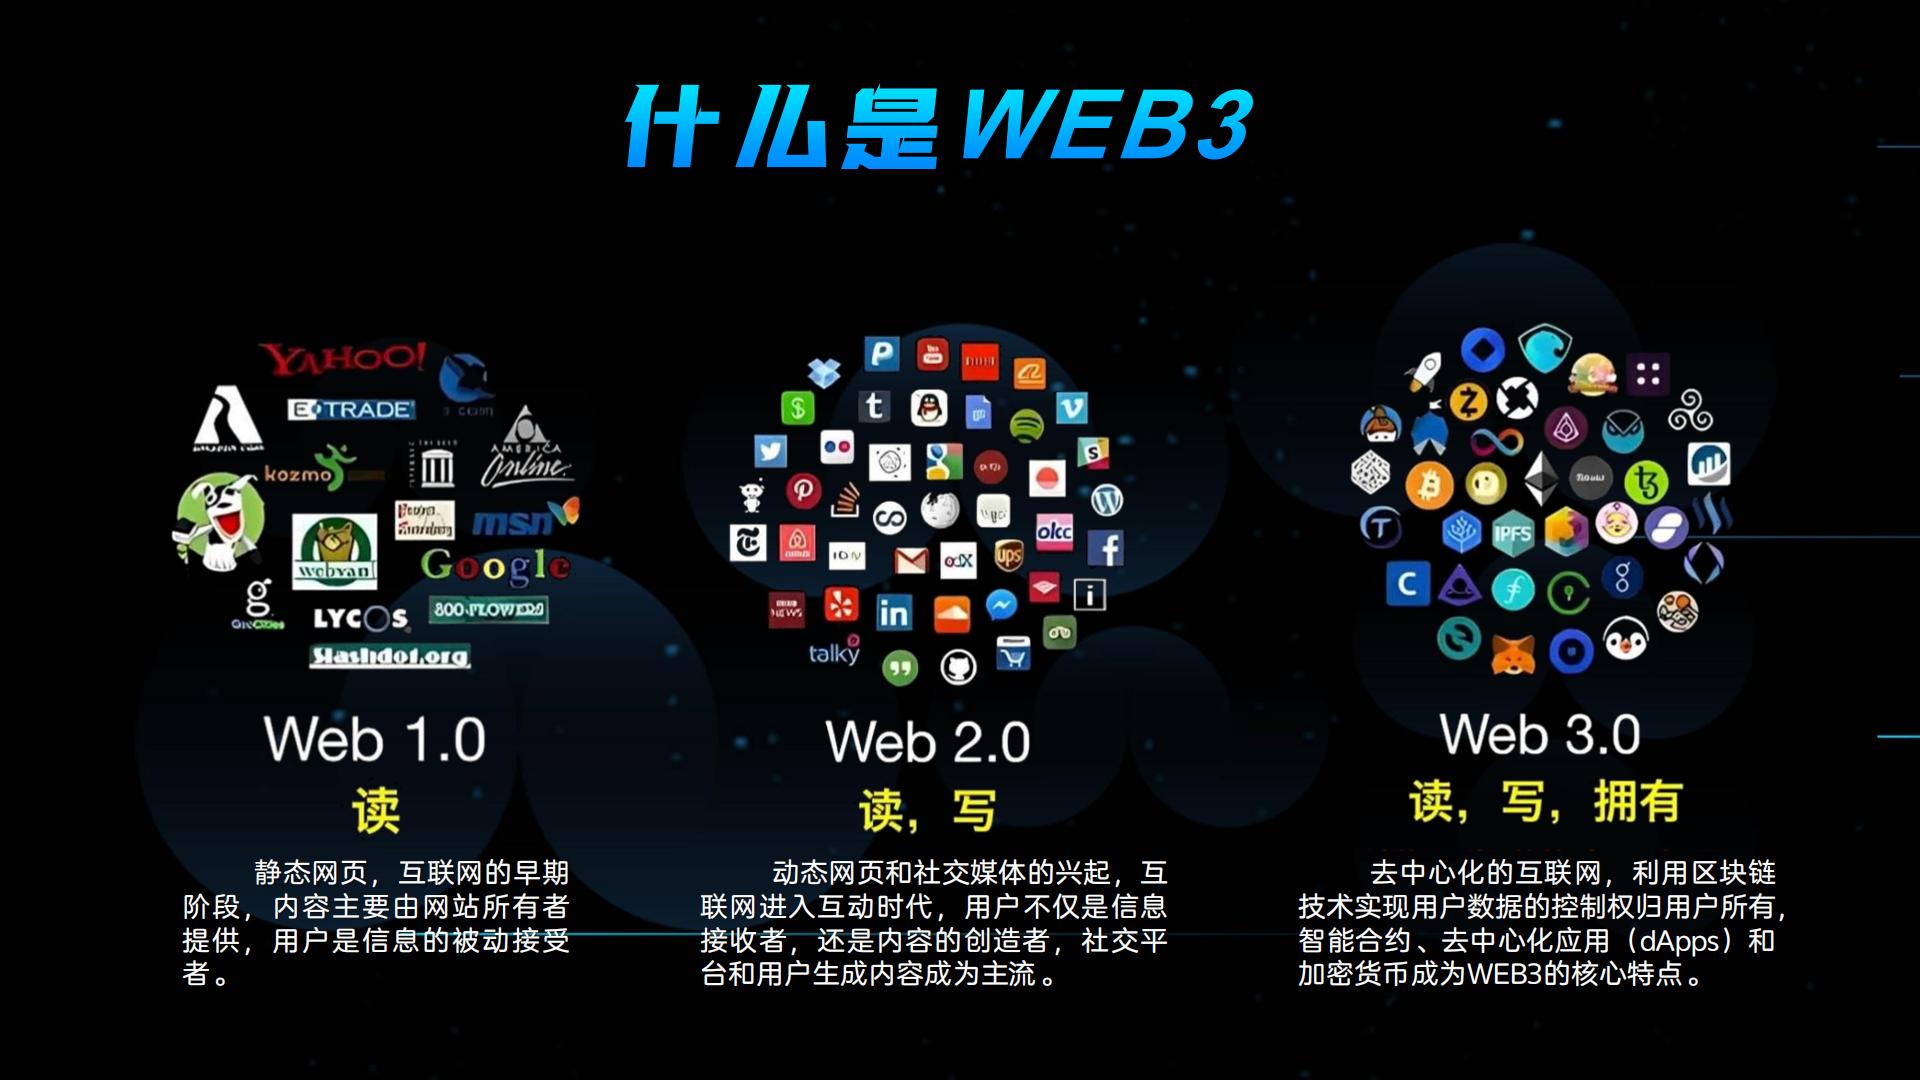 什么是WEB3
YAHOO!
E*TRADE
AMERICA
Online
kozmo
msn
Webvan
Google
GeoCities
LYCOS
800-FLOWERS
Slashdot.org
talky
okc
ups
NEWS
in
IPFS
Web 1.0
Web 2.0
Web 3.0
读
读，写
读，写，拥有
静态网页，互联网的早期
阶段，内容主要由网站所有者
提供，用户是信息的被动接受
者。
动态网页和社交媒体的兴起，互
联网进入互动时代，用户不仅是信息
接收者，还是内容的创造者，社交平
台和用户生成内容成为主流。
去中心化的互联网，利用区块链
技术实现用户数据的控制权归用户所有，
智能合约、去中心化应用（dApps）和
加密货币成为WEB3的核心特点。